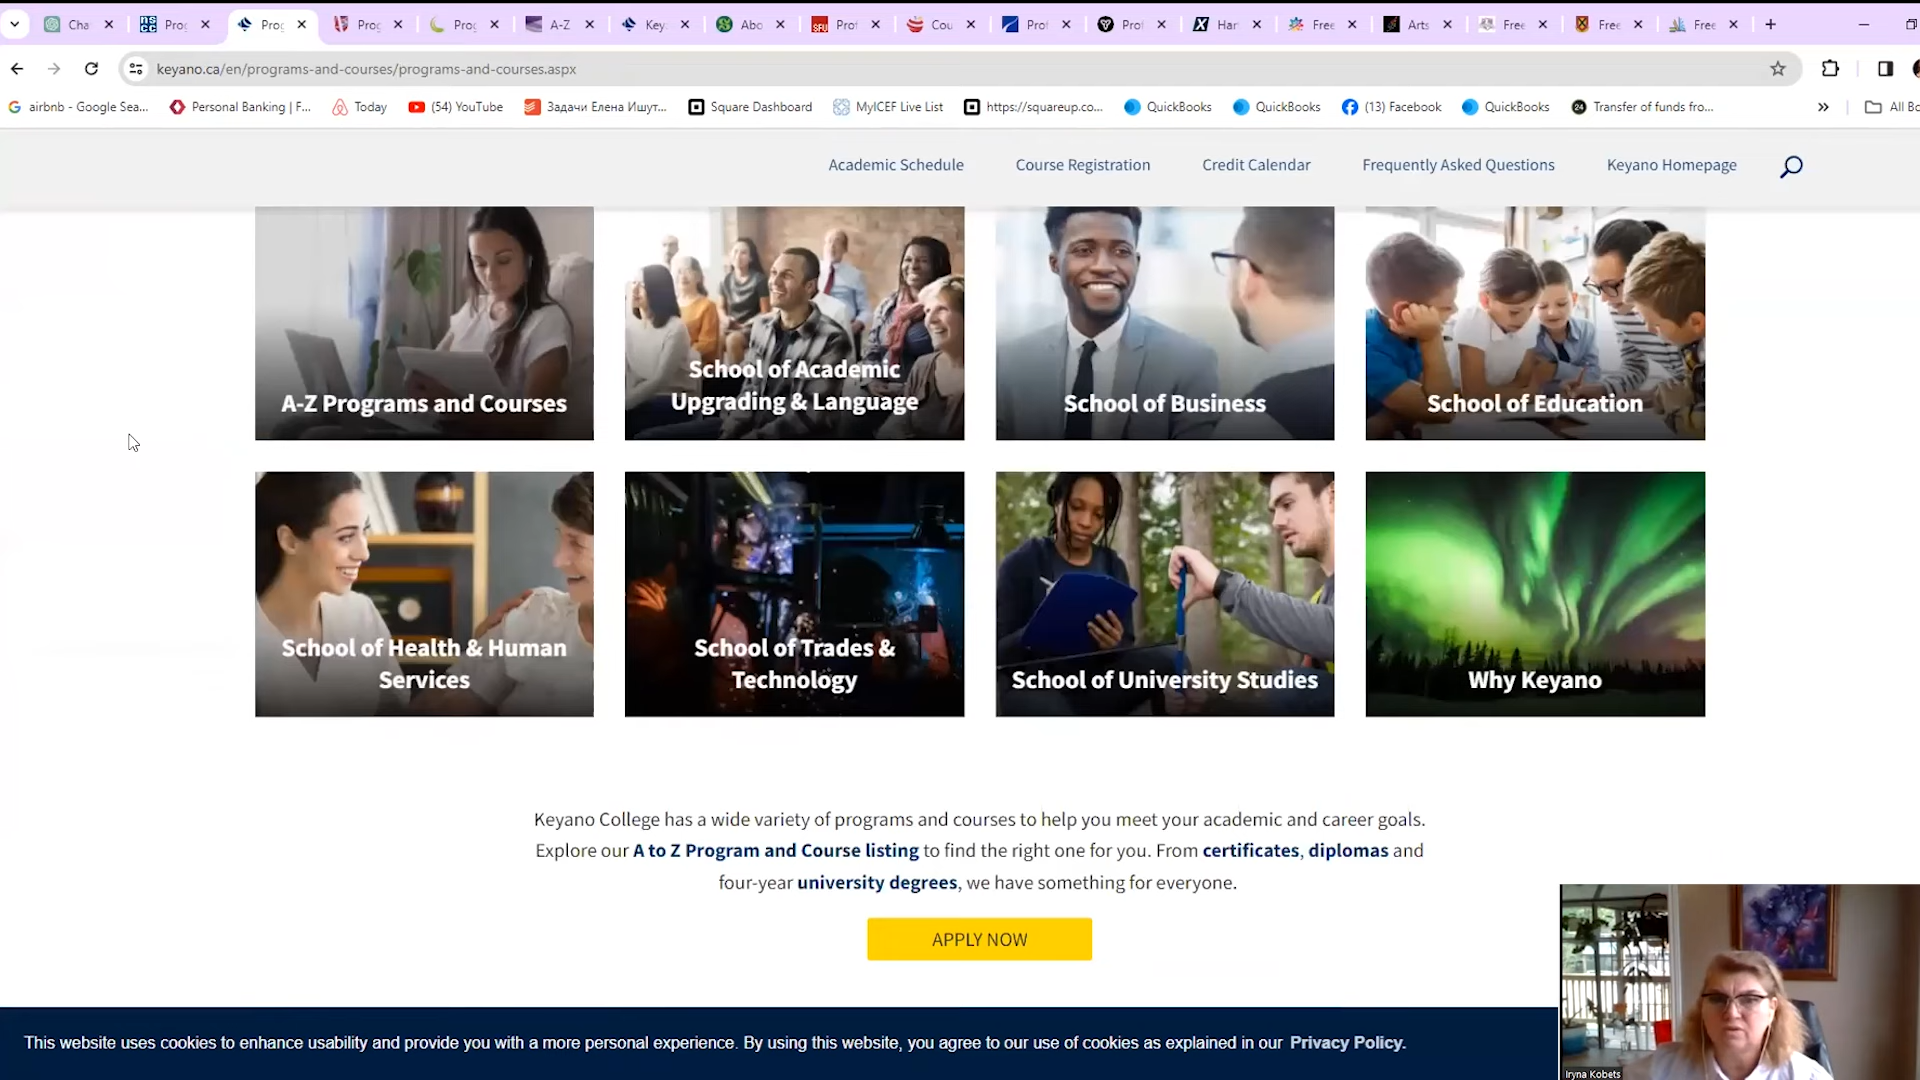 Cha
Prog
Prog
Prog
Prog
A-Z
Key
Abo
SFU
Prof
Cou
Prof
Prof
Har
Free
Arts
Free
Free
Free
keyano.ca/en/programs-and-courses/programs-and-courses.aspx
airbnb - Google Sea...
Personal Banking | F...
Today
(54) YouTube
Задачи Елена Ишут...
Square Dashboard
MyICEF Live List
https://squareup.co...
QuickBooks
QuickBooks
(13) Facebook
QuickBooks
24
Transfer of funds fro...
All Bo
Academic Schedule
Course Registration
Credit Calendar
Frequently Asked Questions
Keyano Homepage
A-Z Programs and Courses
School of Academic
Upgrading & Language
School of Business
School of Education
School of Health & Human
Services
School of Trades &
Technology
School of University Studies
Why Keyano
Keyano College has a wide variety of programs and courses to help you meet your academic and career goals.
Explore our A to Z Program and Course listing to find the right one for you. From certificates, diplomas and
four-year university degrees, we have something for everyone.
APPLY NOW
This website uses cookies to enhance usability and provide you with a more personal experience. By using this website, you agree to our use of cookies as explained in our Privacy Policy.
Iryna Kobets